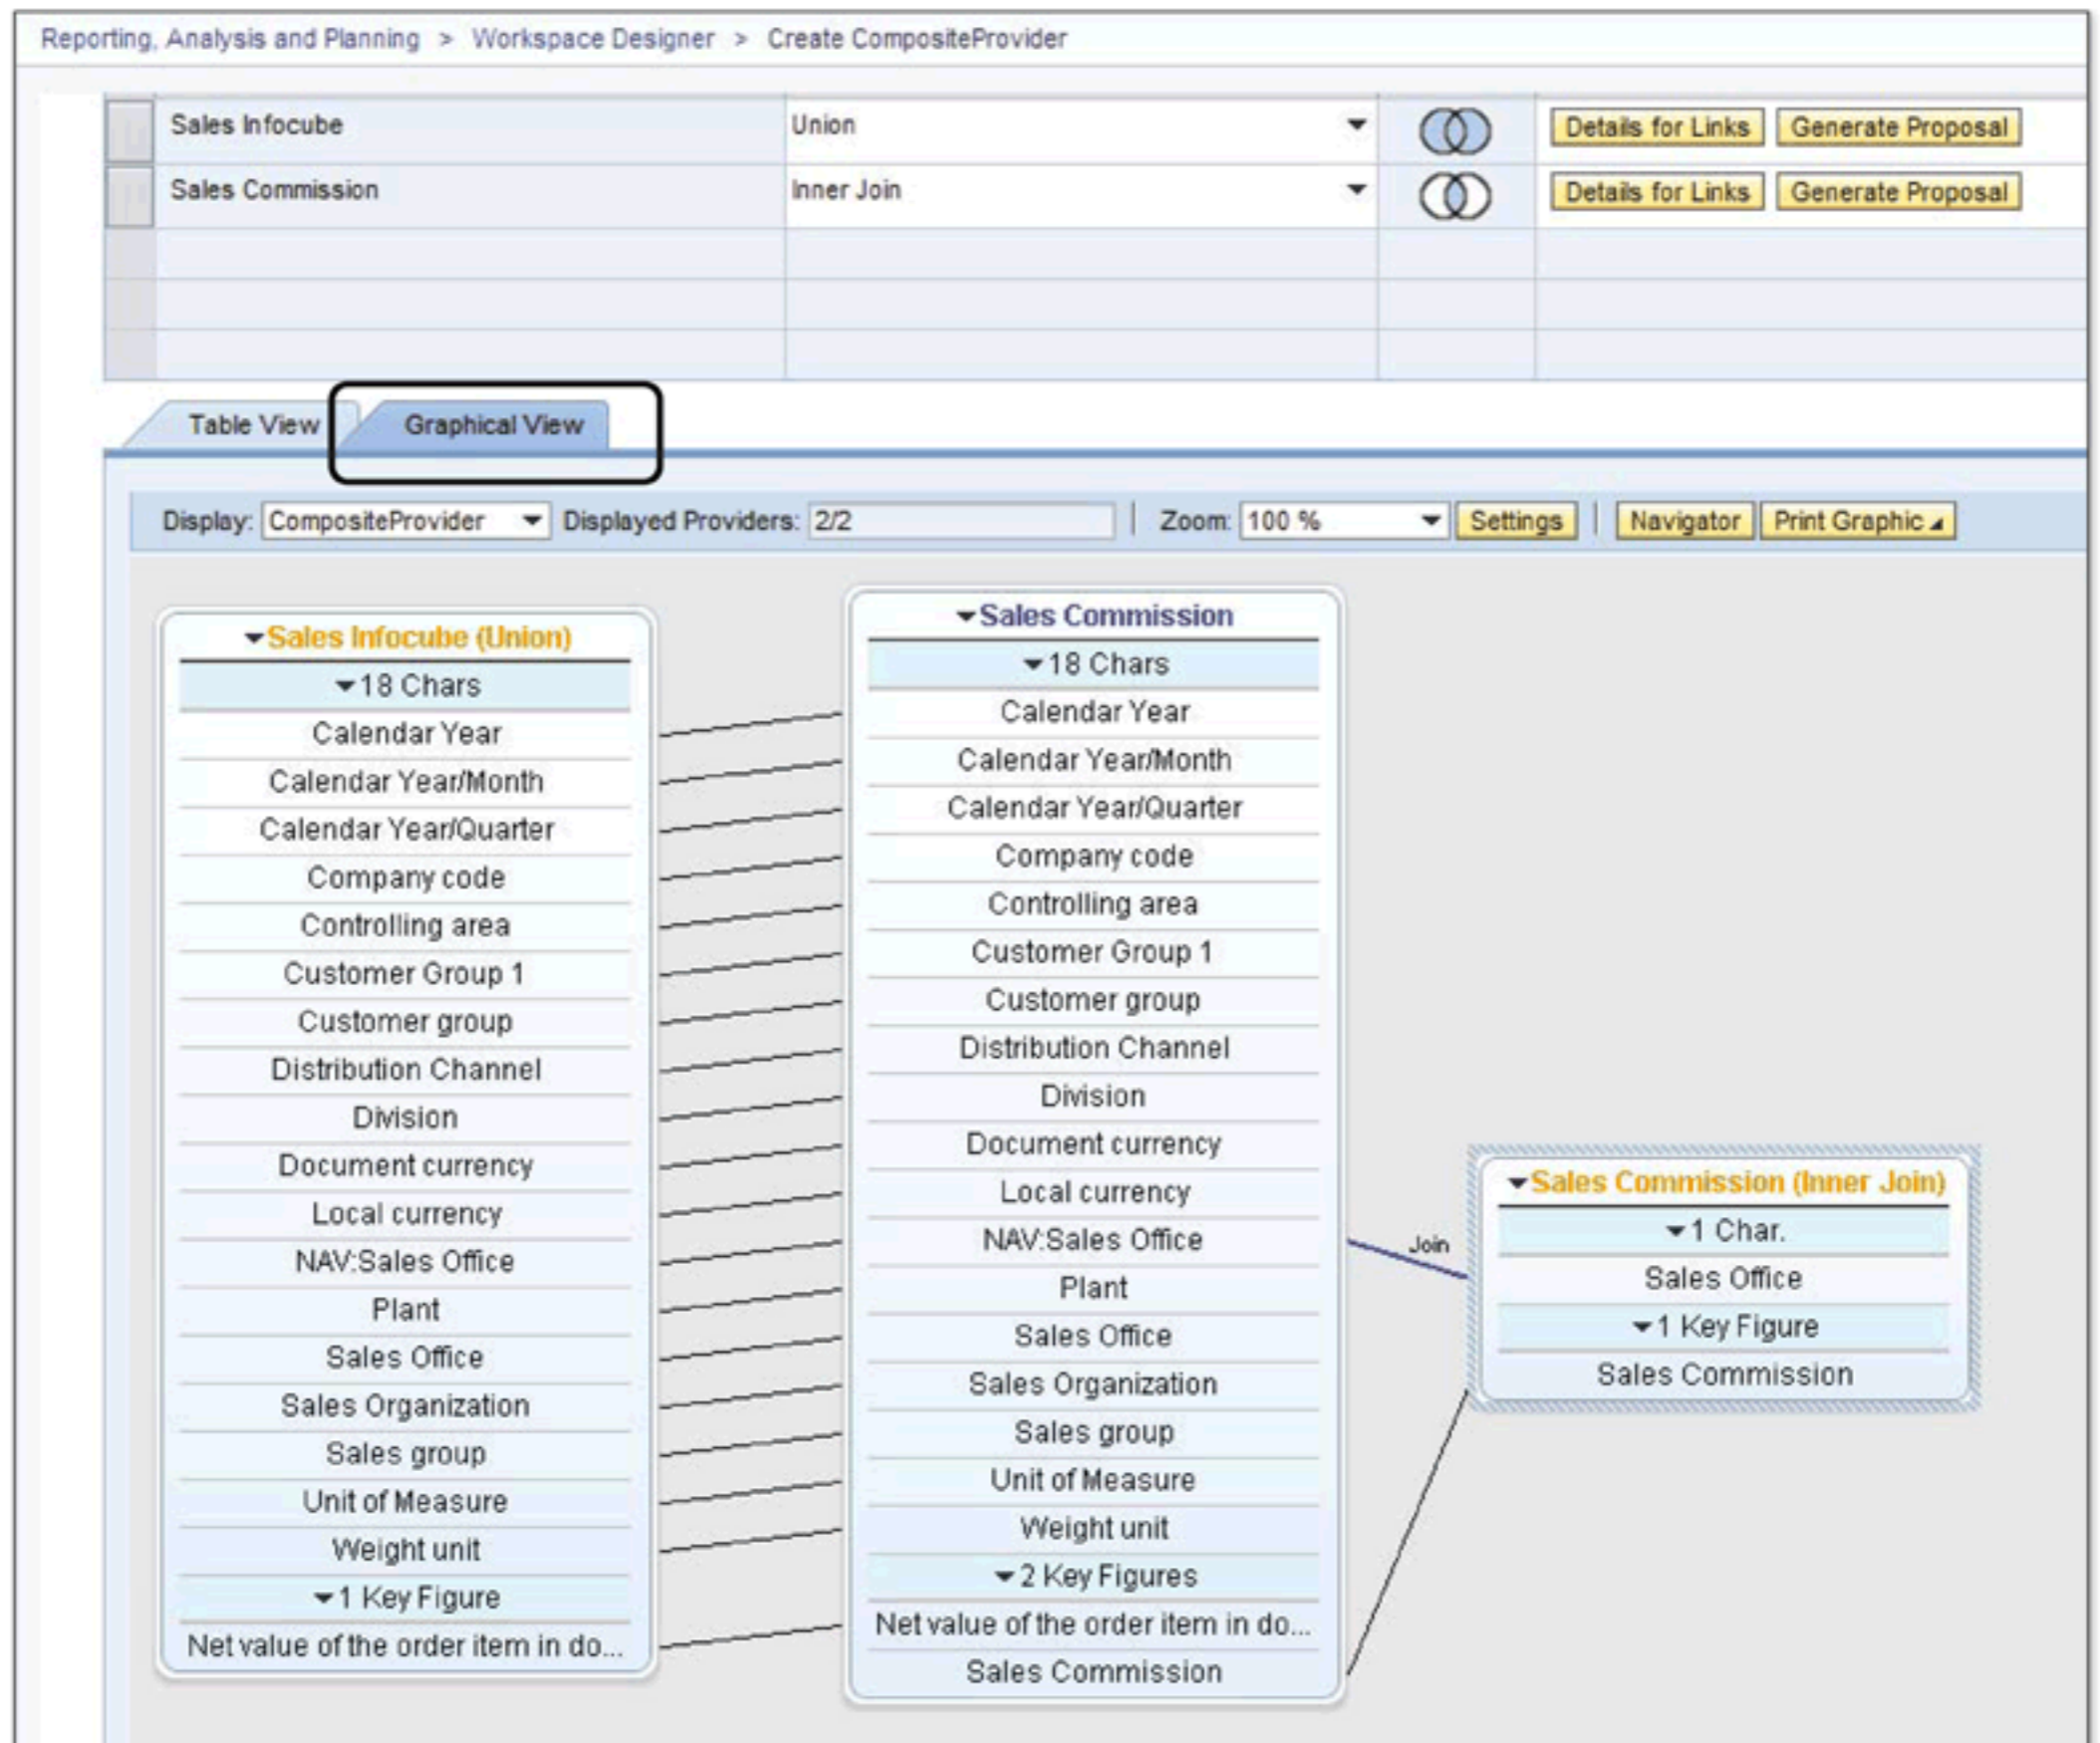 Reporting, Analysis and Planning > Workspace Designer > Create CompositeProvider
Sales Infocube Union Details for Links Generate Proposal
Sales Commission Inner Join Details for Links Generate Proposal
Table View Graphical View
Display: CompositeProvider Displayed Providers: 2/2 Zoom: 100 % Settings Navigator Print Graphic
Sales Infocube (Union)
18 Chars
Calendar Year
Calendar Year/Month
Calendar Year/Quarter
Company code
Controlling area
Customer Group 1
Customer group
Distribution Channel
Division
Document currency
Local currency
NAV:Sales Office
Plant
Sales Office
Sales Organization
Sales group
Unit of Measure
Weight unit
1 Key Figure
Net value of the order item in do...
Sales Commission
18 Chars
Calendar Year
Calendar Year/Month
Calendar Year/Quarter
Company code
Controlling area
Customer Group 1
Customer group
Distribution Channel
Division
Document currency
Local currency
NAV:Sales Office
Plant
Sales Office
Sales Organization
Sales group
Unit of Measure
Weight unit
2 Key Figures
Net value of the order item in do...
Sales Commission
Join
Sales Commission (Inner Join)
1 Char.
Sales Office
1 Key Figure
Sales Commission